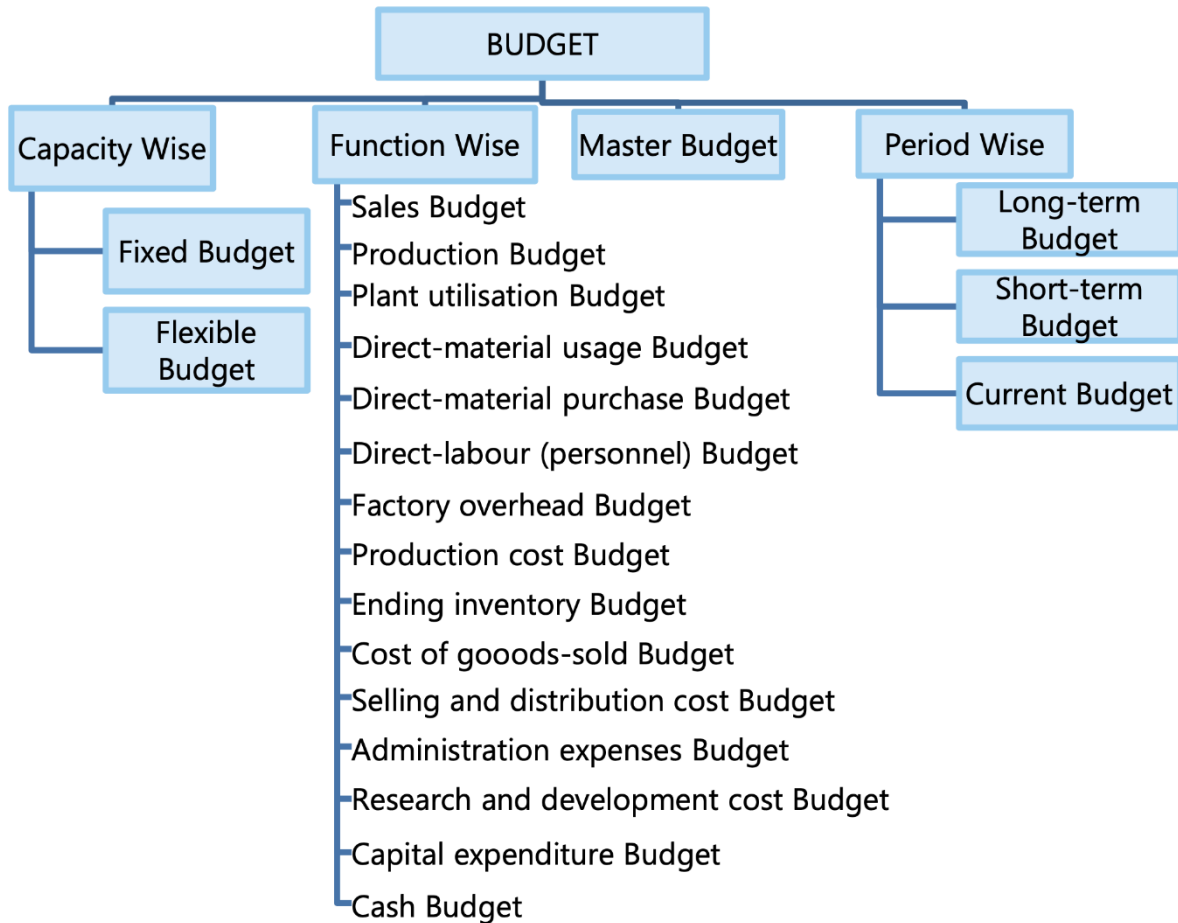 BUDGET
Capacity Wise
Function Wise
Master Budget
Period Wise
Fixed Budget
Flexible
Budget
Sales Budget
Production Budget
Plant utilisation Budget
Direct-material usage Budget
Direct-material purchase Budget
Direct-labour (personnel) Budget
Factory overhead Budget
Production cost Budget
Ending inventory Budget
Cost of gooods-sold Budget
Selling and distribution cost Budget
Administration expenses Budget
Research and development cost Budget
Capital expenditure Budget
Cash Budget
Long-term
Budget
Short-term
Budget
Current Budget